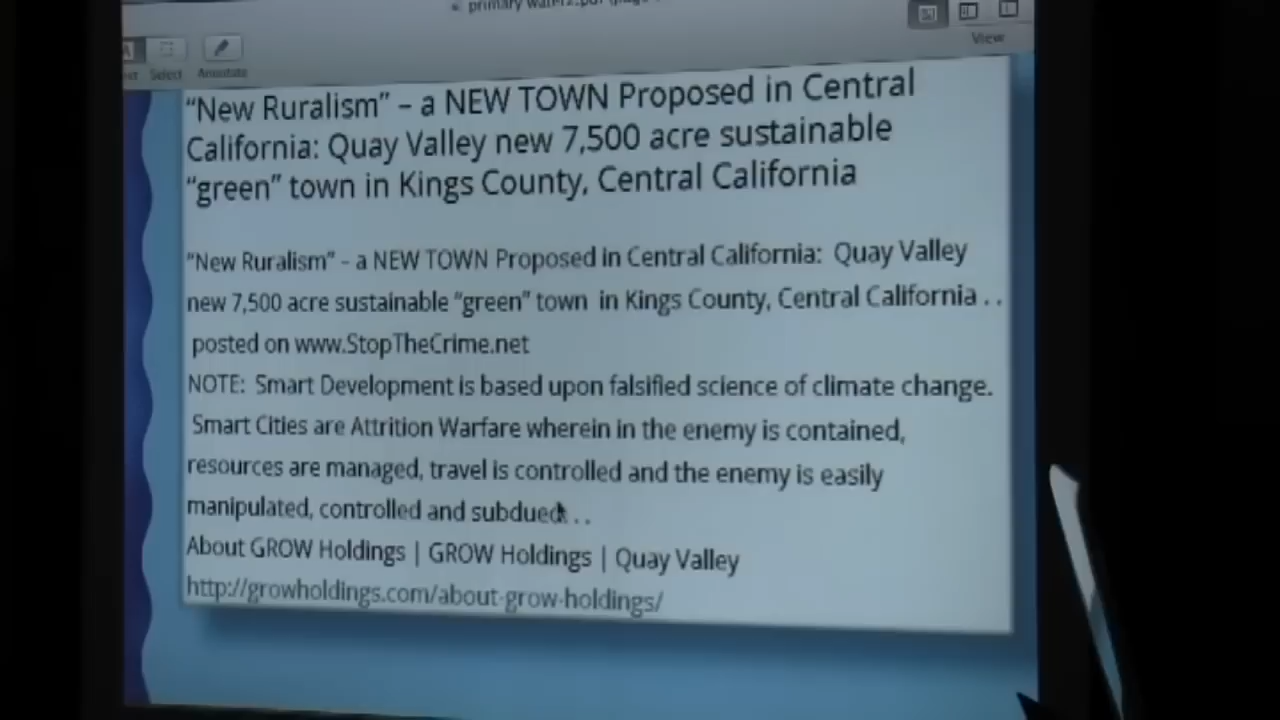 primary water2.pdf
View
Select
Annotate
“New Ruralism” – a NEW TOWN Proposed in Central
California: Quay Valley new 7,500 acre sustainable
“green” town in Kings County, Central California
“New Ruralism” - a NEW TOWN Proposed in Central California: Quay Valley
new 7,500 acre sustainable “green” town in Kings County, Central California . .
posted on www.StopTheCrime.net
NOTE: Smart Development is based upon falsified science of climate change.
Smart Cities are Attrition Warfare wherein in the enemy is contained,
resources are managed, travel is controlled and the enemy is easily
manipulated, controlled and subdued . .
About GROW Holdings | GROW Holdings | Quay Valley
http://growholdings.com/about-grow-holdings/